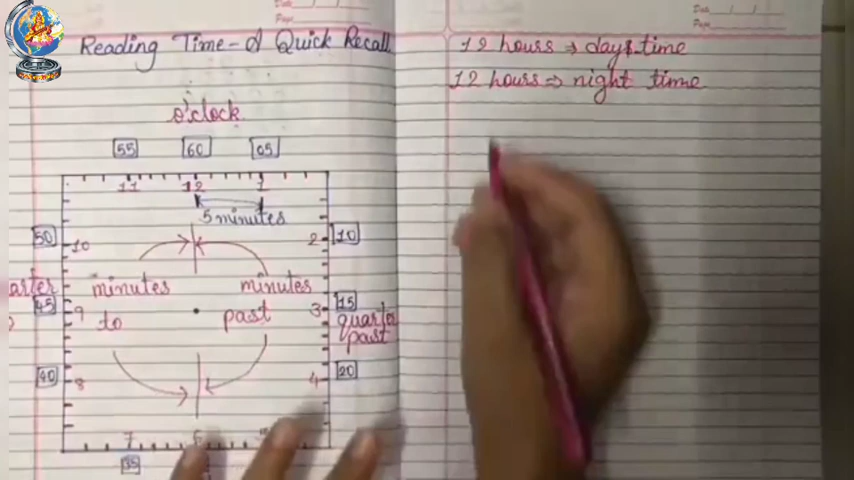 Reading Time - A Quick Recall
o'clock
55 60 05
11 12 1
5 minutes
50 10 2 10
minutes minutes
45 9 to past 3 15
quarter
past
40 8 4 20
7 6
35
12 hours ⇒ day time
12 hours ⇒ night time
Date / /
Page